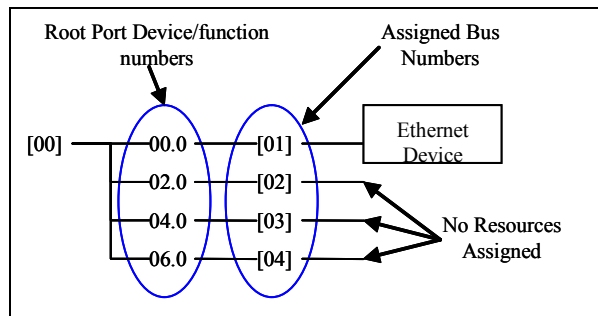 Root Port Device/function
numbers
Assigned Bus
Numbers
[00]
00.0
[01]
Ethernet
Device
02.0
[02]
04.0
[03]
06.0
[04]
No Resources
Assigned